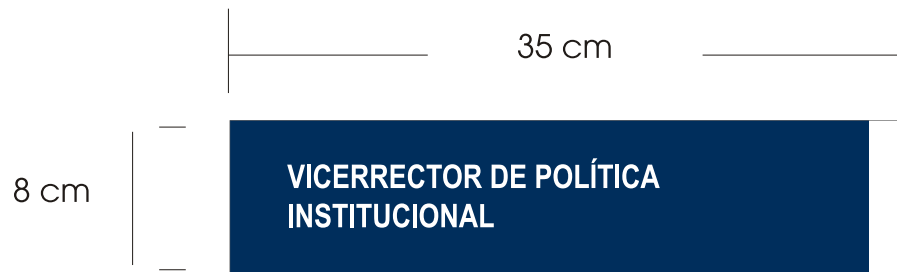 35 cm
8 cm
VICERRECTOR DE POLÍTICA
INSTITUCIONAL